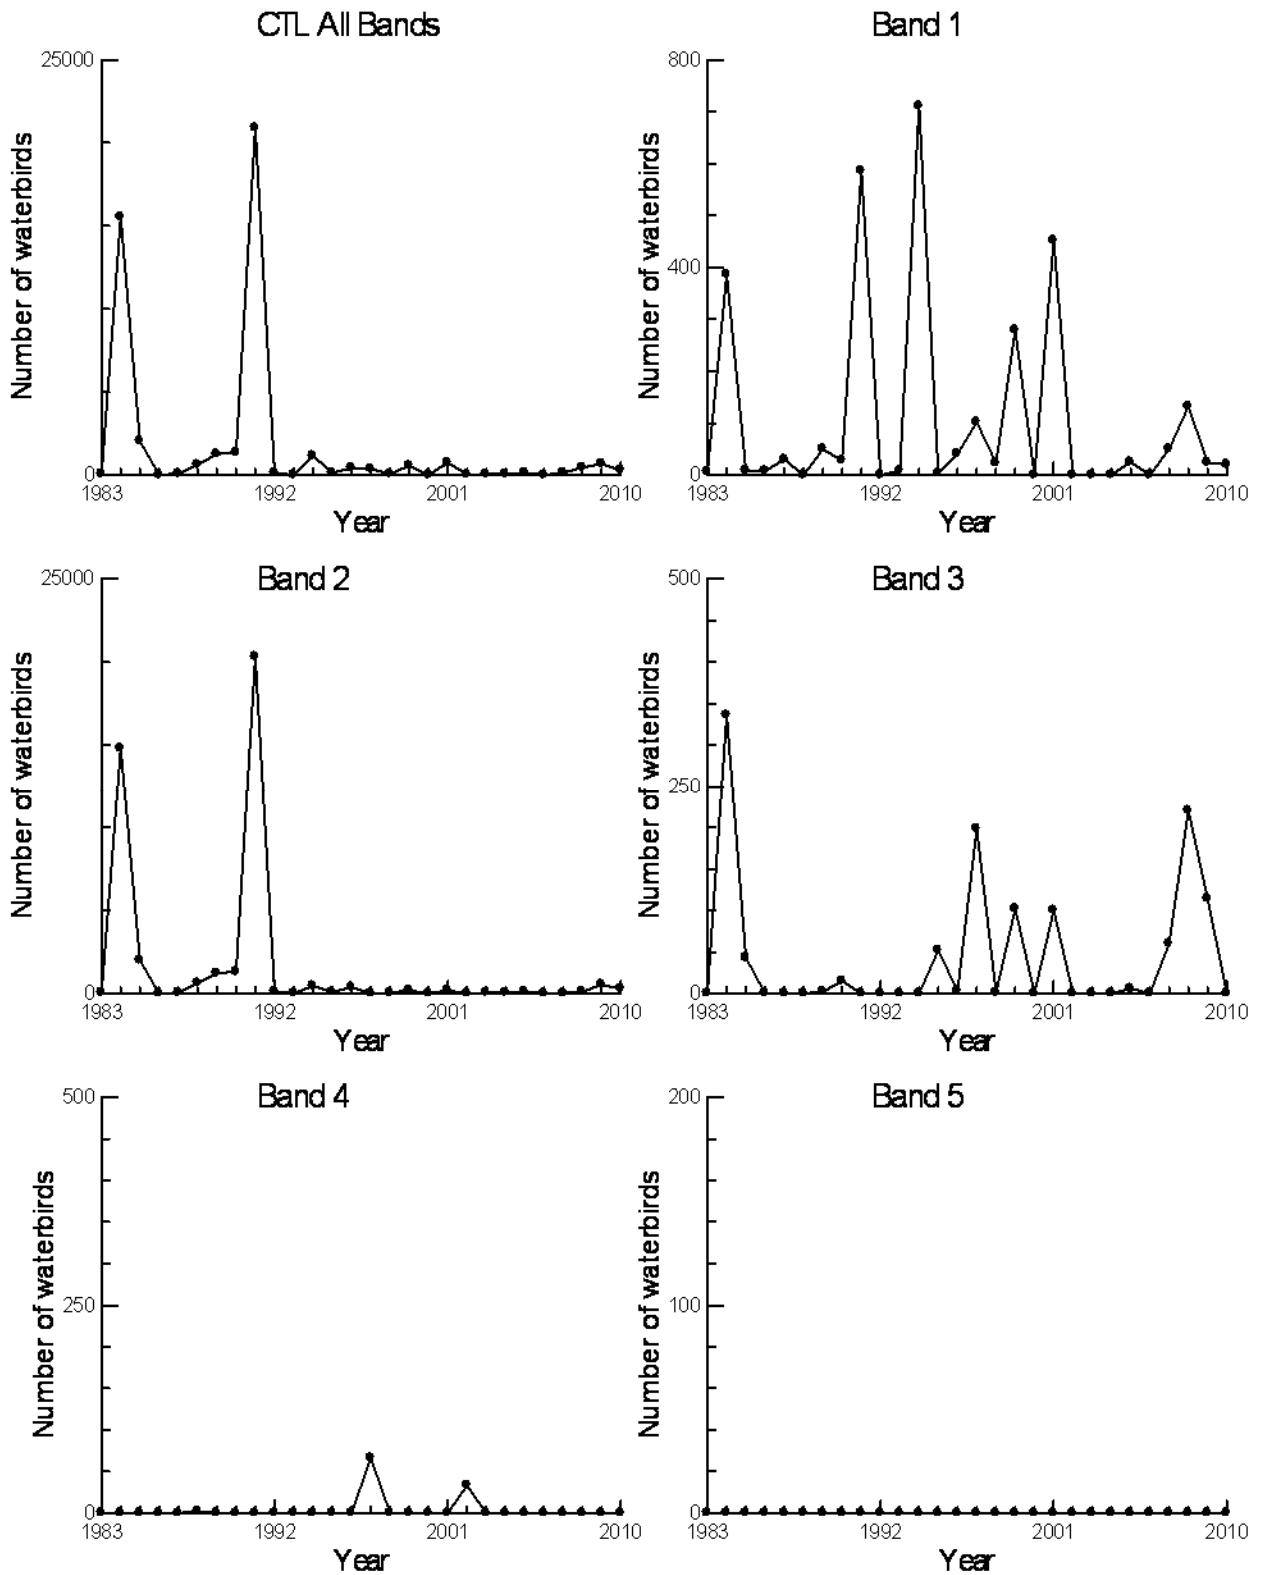 CTL All Bands
25000
0
Number of waterbirds
1983 1992 2001 2010
Year
Band 1
800
400
0
Number of waterbirds
1983 1992 2001 2010
Year
Band 2
25000
0
Number of waterbirds
1983 1992 2001 2010
Year
Band 3
500
250
0
Number of waterbirds
1983 1992 2001 2010
Year
Band 4
500
250
0
Number of waterbirds
1983 1992 2001 2010
Year
Band 5
200
100
0
Number of waterbirds
1983 1992 2001 2010
Year